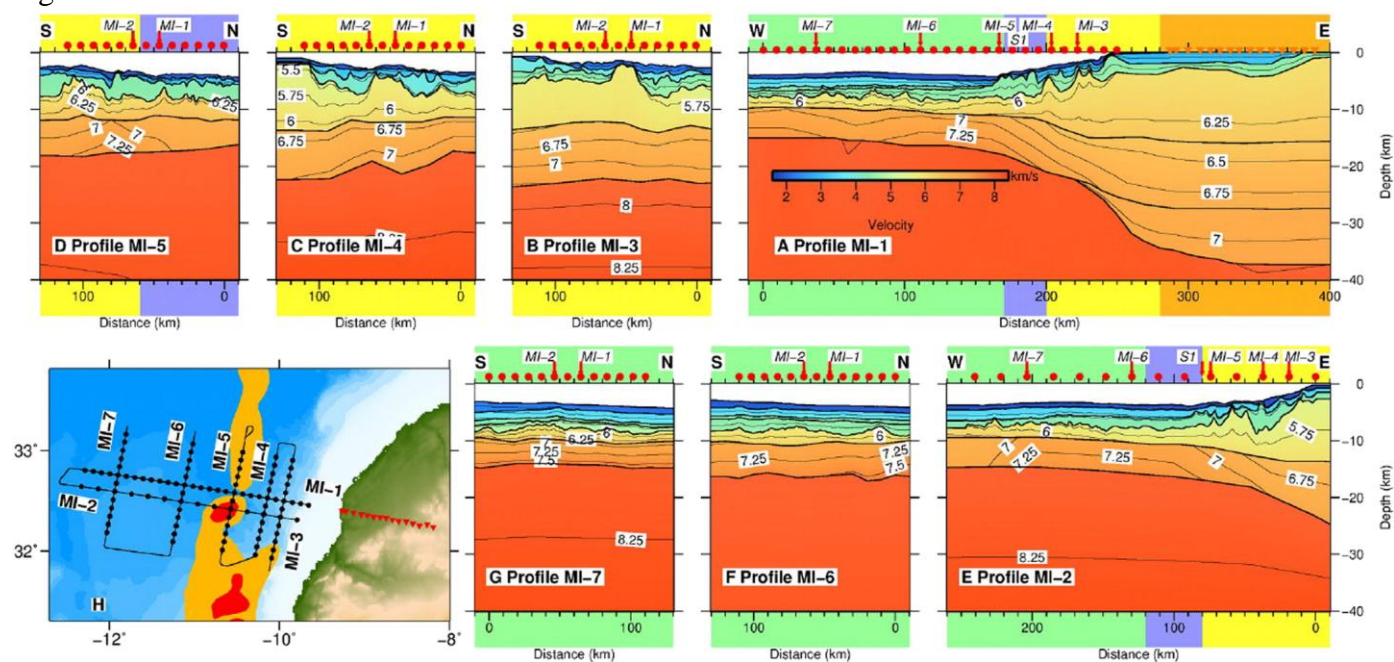 S MI-2 MI-1 N
S MI-2 MI-1 N
S MI-2 MI-1 N
W MI-7 MI-6 MI-5 MI-4 MI-3 E
S1
6
6.25
6.25
7
7
7.25
D Profile MI-5
100 0
Distance (km)
5.5
5.75
6
6
6.75
6.75
7
C Profile MI-4
100 0
Distance (km)
5.75
6.75
7
8
8.25
B Profile MI-3
100 0
Distance (km)
6
6
7
7.25
6.25
6.5
6.75
7
km/s
2 3 4 5 6 7 8
Velocity
A Profile MI-1
0
-10
-20
-30
-40
Depth (km)
0 100 200 300 400
Distance (km)
MI-7
MI-6
MI-5
MI-4
MI-1
MI-2
MI-3
33°
32°
H
-12° -10° -8°
S MI-2 MI-1 N
7
6.25
6
7.25
7.5
8.25
G Profile MI-7
0 100
Distance (km)
S MI-2 MI-1 N
6
7.25
7.25
7.5
F Profile MI-6
100 0
Distance (km)
W MI-7 MI-6 S1 MI-5 MI-4 MI-3 E
6
5.75
7
7.25
7.25
7
6.75
8.25
E Profile MI-2
0
-10
-20
-30
-40
Depth (km)
200 100 0
Distance (km)